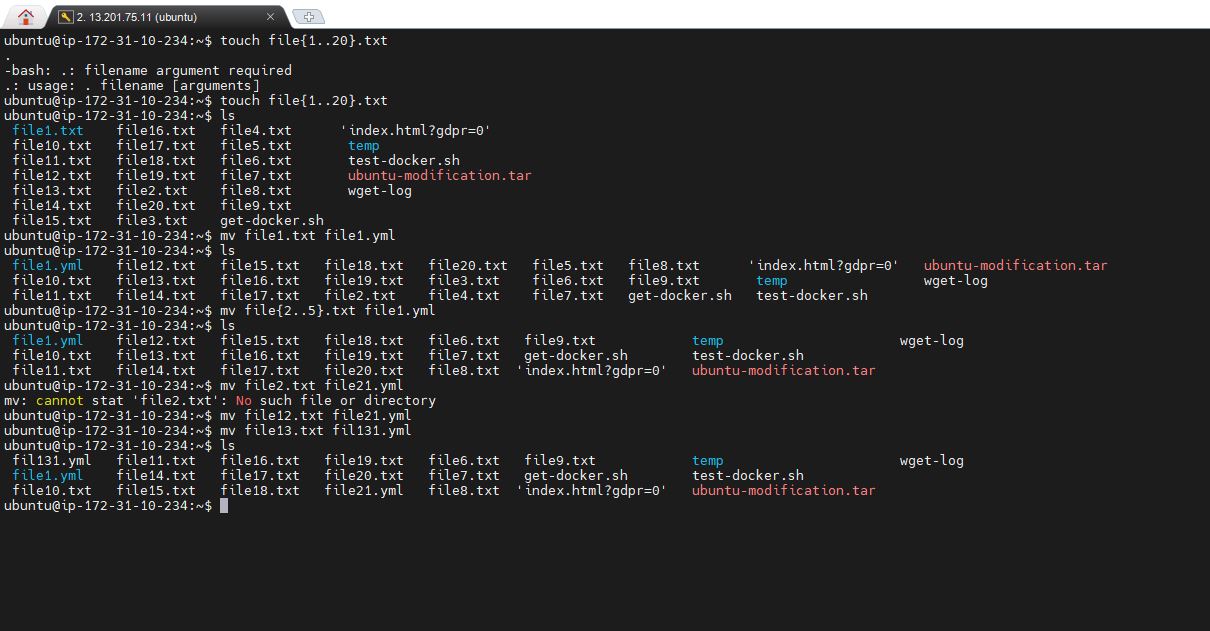 2. 13.201.75.11 (ubuntu)
ubuntu@ip-172-31-10-234:~$ touch file{1..20}.txt
.
-bash: .: filename argument required
.: usage: . filename [arguments]
ubuntu@ip-172-31-10-234:~$ touch file{1..20}.txt
ubuntu@ip-172-31-10-234:~$ ls
 file1.txt    file16.txt   file4.txt      'index.html?gdpr=0'
 file10.txt   file17.txt   file5.txt       temp
 file11.txt   file18.txt   file6.txt       test-docker.sh
 file12.txt   file19.txt   file7.txt       ubuntu-modification.tar
 file13.txt   file2.txt    file8.txt       wget-log
 file14.txt   file20.txt   file9.txt
 file15.txt   file3.txt    get-docker.sh
ubuntu@ip-172-31-10-234:~$ mv file1.txt file1.yml
ubuntu@ip-172-31-10-234:~$ ls
 file1.yml    file12.txt   file15.txt   file18.txt   file20.txt   file5.txt   file8.txt      'index.html?gdpr=0'   ubuntu-modification.tar
 file10.txt   file13.txt   file16.txt   file19.txt   file3.txt    file6.txt   file9.txt       temp                 wget-log
 file11.txt   file14.txt   file17.txt   file2.txt    file4.txt    file7.txt   get-docker.sh   test-docker.sh
ubuntu@ip-172-31-10-234:~$ mv file{2..5}.txt file1.yml
ubuntu@ip-172-31-10-234:~$ ls
 file1.yml    file12.txt   file15.txt   file18.txt   file6.txt   file9.txt            temp                      wget-log
 file10.txt   file13.txt   file16.txt   file19.txt   file7.txt   get-docker.sh        test-docker.sh
 file11.txt   file14.txt   file17.txt   file20.txt   file8.txt  'index.html?gdpr=0'   ubuntu-modification.tar
ubuntu@ip-172-31-10-234:~$ mv file2.txt file21.yml
mv: cannot stat 'file2.txt': No such file or directory
ubuntu@ip-172-31-10-234:~$ mv file12.txt file21.yml
ubuntu@ip-172-31-10-234:~$ mv file13.txt fil131.yml
ubuntu@ip-172-31-10-234:~$ ls
 fil131.yml   file11.txt   file16.txt   file19.txt   file6.txt   file9.txt            temp                      wget-log
 file1.yml    file14.txt   file17.txt   file20.txt   file7.txt   get-docker.sh        test-docker.sh
 file10.txt   file15.txt   file18.txt   file21.yml   file8.txt  'index.html?gdpr=0'   ubuntu-modification.tar
ubuntu@ip-172-31-10-234:~$